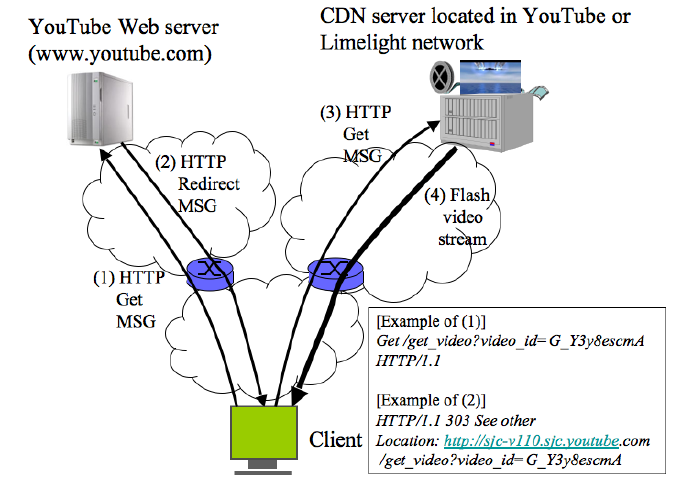 YouTube Web server
(www.youtube.com)
CDN server located in YouTube or
Limelight network
(3) HTTP
Get
MSG
(2) HTTP
Redirect
MSG
(4) Flash
video
stream
(1) HTTP
Get
MSG
[Example of (1)]
Get /get_video?video_id= G_Y3y8escmA
HTTP/1.1
[Example of (2)]
HTTP/1.1 303 See other
Location: http://sjc-v110.sjc.youtube.com
/get_video?video_id= G_Y3y8escmA
Client